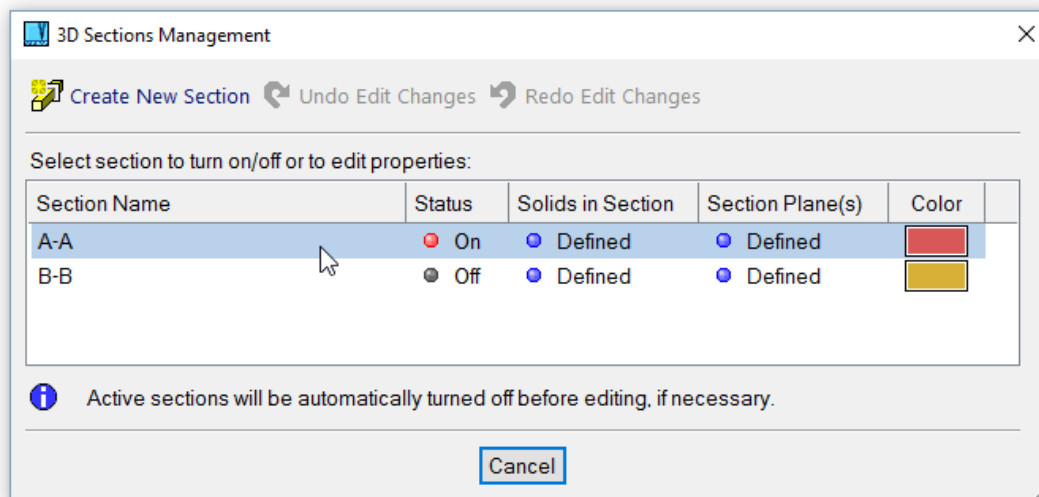 3D Sections Management
Create New Section Undo Edit Changes Redo Edit Changes
Select section to turn on/off or to edit properties:
Section Name Status Solids in Section Section Plane(s) Color
A-A On Defined Defined
B-B Off Defined Defined
Active sections will be automatically turned off before editing, if necessary.
Cancel